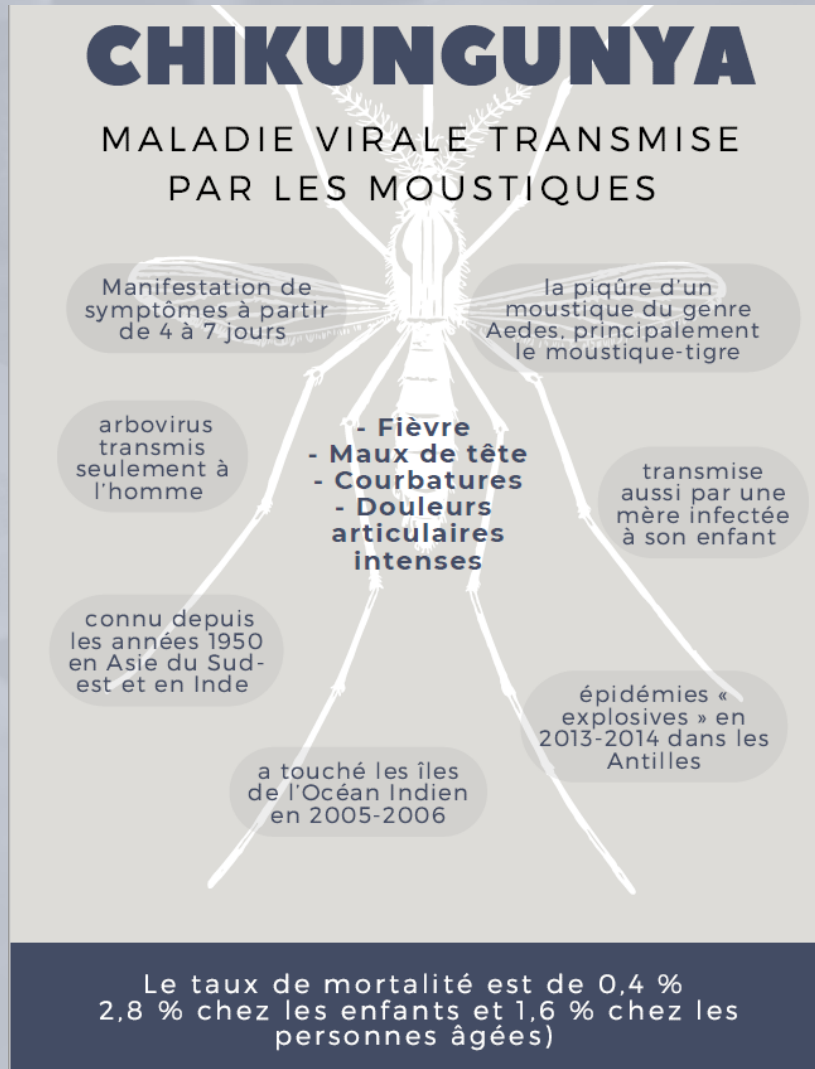 CHIKUNGUNYA
MALADIE VIRALE TRANSMISE
PAR LES MOUSTIQUES
Manifestation de
symptômes à partir
de 4 à 7 jours
la piqûre d'un
moustique du genre
Aedes, principalement
le moustique-tigre
arbovirus
transmis
seulement à
l'homme
- Fièvre
- Maux de tête
- Courbatures
- Douleurs
articulaires
intenses
transmise
aussi par une
mère infectée
à son enfant
connu depuis
les années 1950
en Asie du Sud-
est et en Inde
épidémies «
explosives » en
2013-2014 dans les
Antilles
a touché les îles
de l'Océan Indien
en 2005-2006
Le taux de mortalité est de 0,4 %
2,8 % chez les enfants et 1,6 % chez les
personnes âgées)